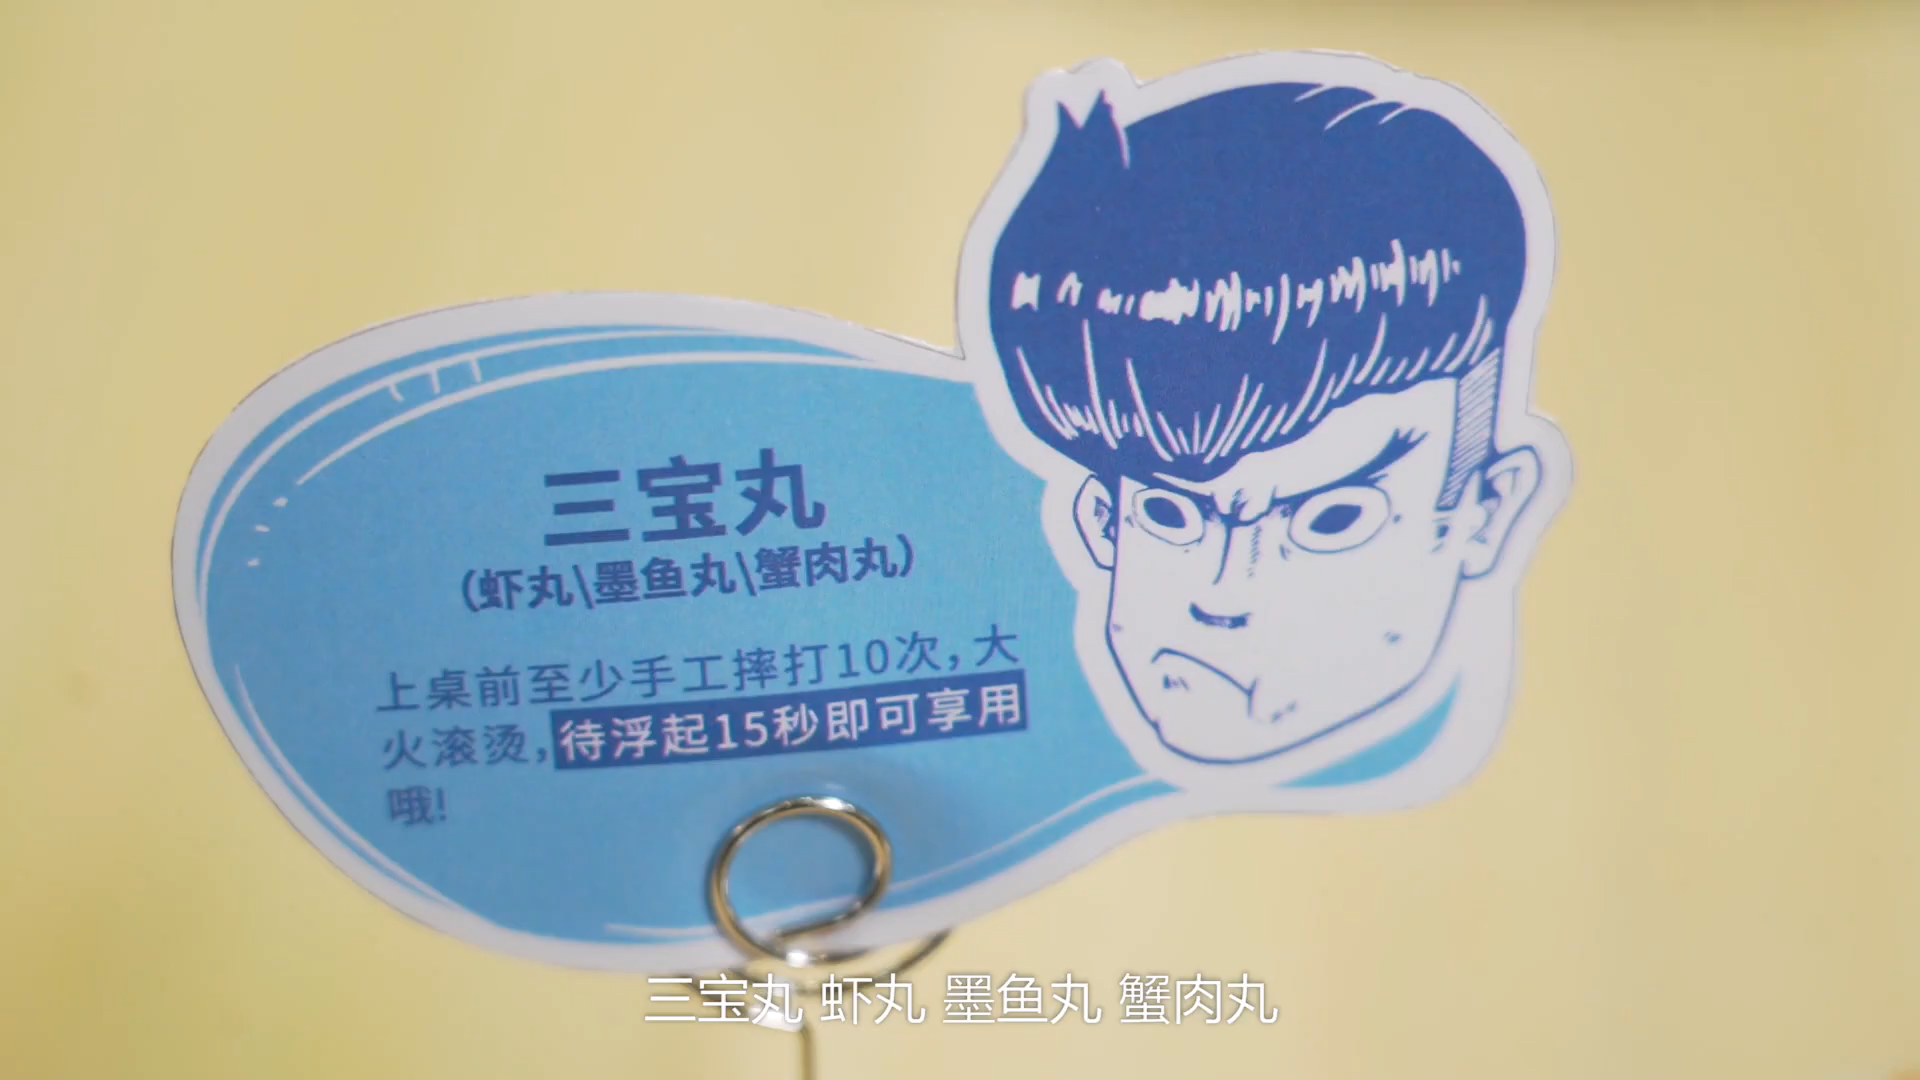 三宝丸
(虾丸\墨鱼丸\蟹肉丸)
上桌前至少手工摔打10次,大
火滚烫,待浮起15秒即可享用
哦!
三宝丸 虾丸 墨鱼丸 蟹肉丸